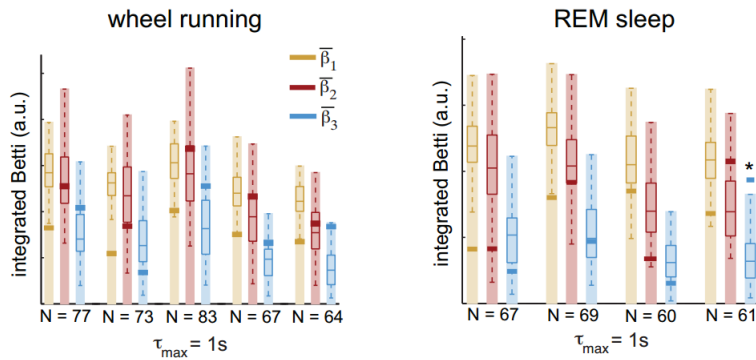 wheel running
integrated Betti (a.u.)
β̅₁
β̅₂
β̅₃
N = 77 N = 73 N = 83 N = 67 N = 64
τmax = 1s
REM sleep
integrated Betti (a.u.)
*
N = 67 N = 69 N = 60 N = 61
τmax = 1s